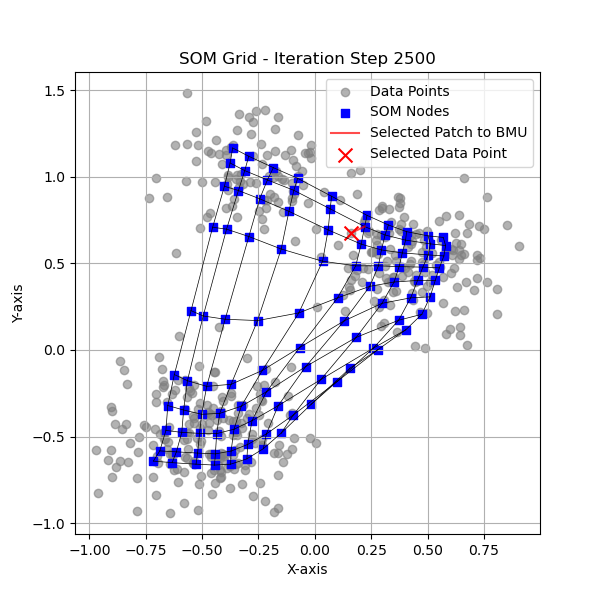 SOM Grid - Iteration Step 2500
Data Points
SOM Nodes
Selected Patch to BMU
Selected Data Point
Y-axis
1.5
1.0
0.5
0.0
−0.5
−1.0
−1.00 −0.75 −0.50 −0.25 0.00 0.25 0.50 0.75
X-axis